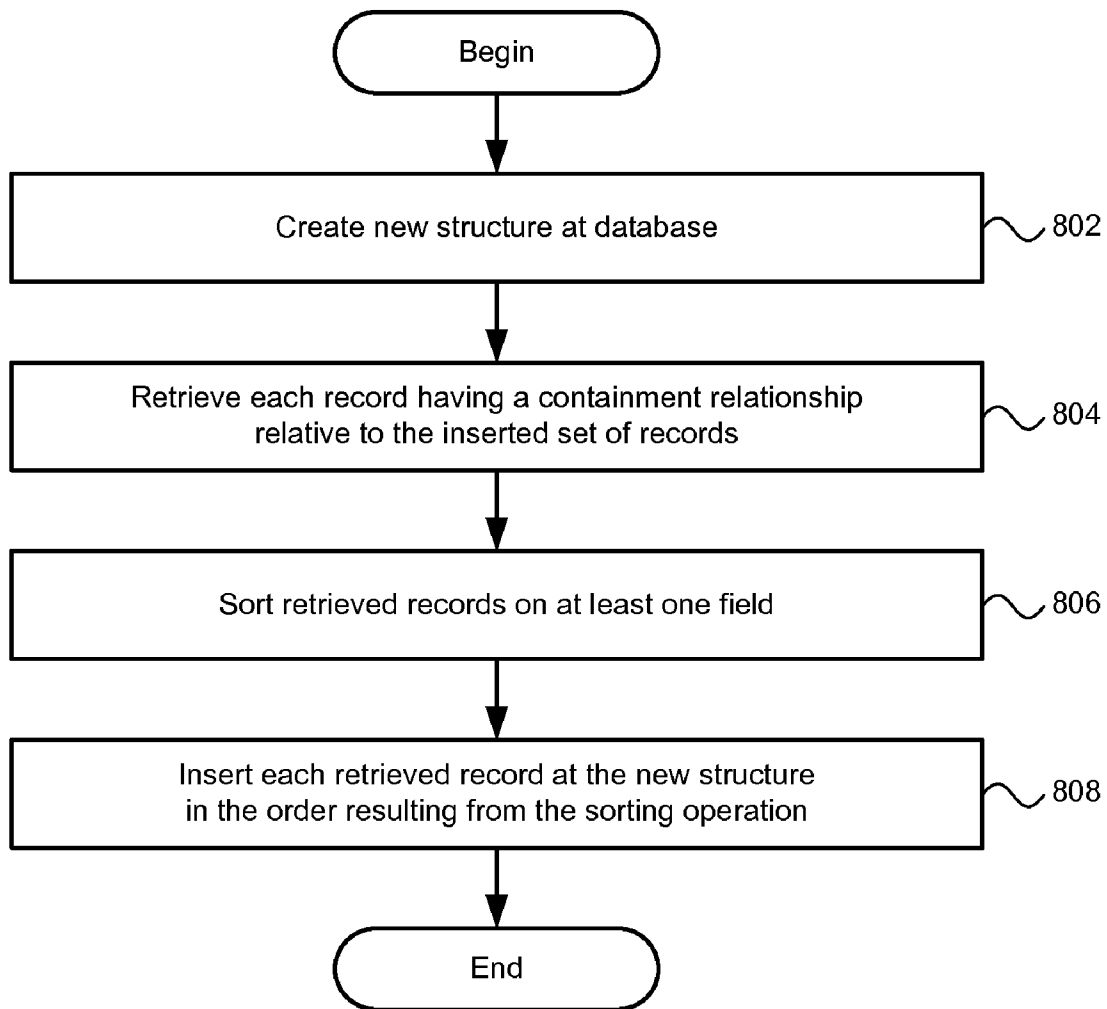 Begin
Create new structure at database
802
Retrieve each record having a containment relationship
relative to the inserted set of records
804
Sort retrieved records on at least one field
806
Insert each retrieved record at the new structure
in the order resulting from the sorting operation
808
End